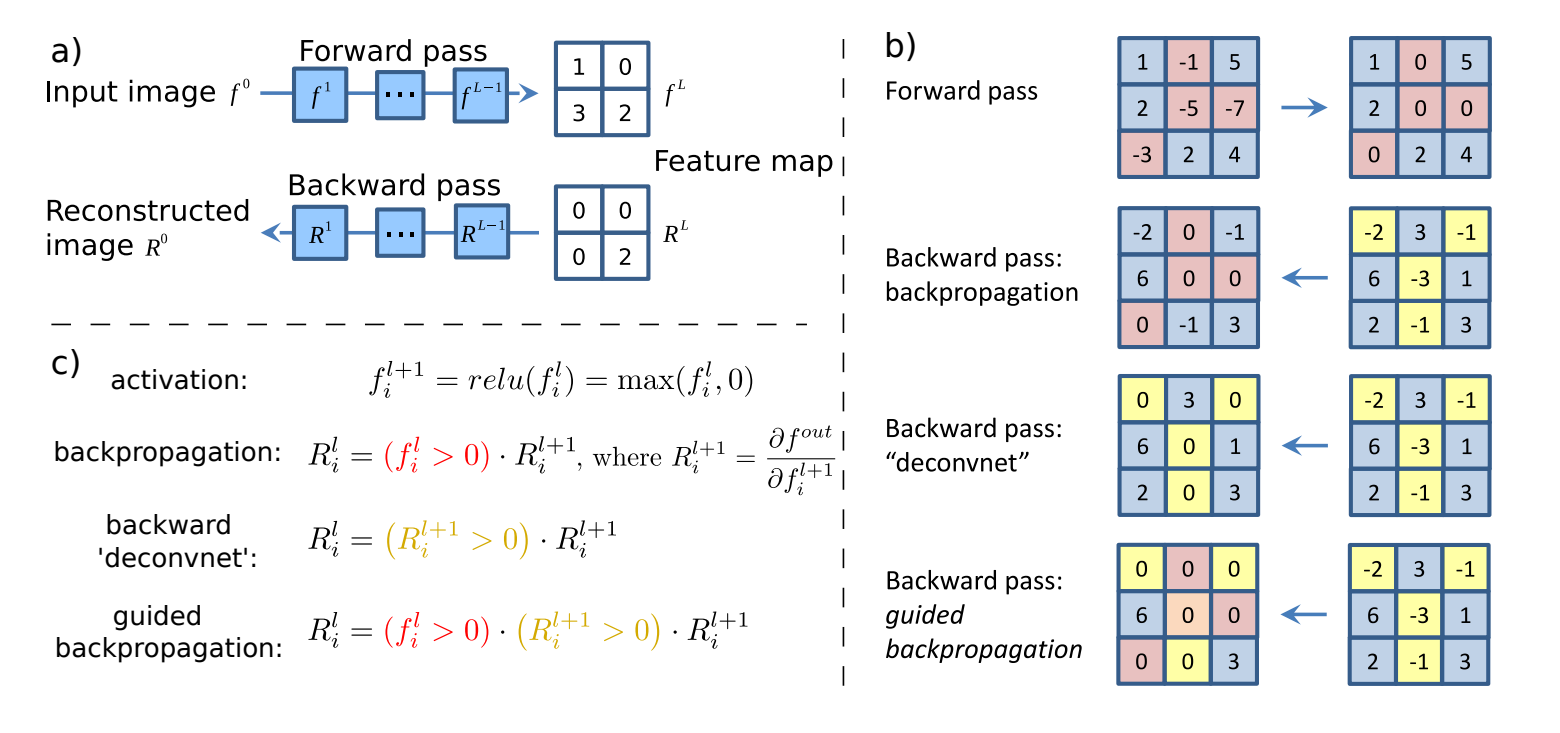 a)
Forward pass
Input image f^0
f^1
...
f^{L-1}
1 0
3 2
f^L
Feature map
Backward pass
Reconstructed
image R^0
R^1
...
R^{L-1}
0 0
0 2
R^L
c)
activation: f_i^{l+1} = relu(f_i^l) = max(f_i^l, 0)
backpropagation: R_i^l = (f_i^l > 0) · R_i^{l+1}, where R_i^{l+1} = ∂f^{out} / ∂f_i^{l+1}
backward
'deconvnet': R_i^l = (R_i^{l+1} > 0) · R_i^{l+1}
guided
backpropagation: R_i^l = (f_i^l > 0) · (R_i^{l+1} > 0) · R_i^{l+1}
b)
Forward pass
1 -1 5
2 -5 -7
-3 2 4
1 0 5
2 0 0
0 2 4
Backward pass:
backpropagation
-2 0 -1
6 0 0
0 -1 3
-2 3 -1
6 -3 1
2 -1 3
Backward pass:
“deconvnet”
0 3 0
6 0 1
2 0 3
-2 3 -1
6 -3 1
2 -1 3
Backward pass:
guided
backpropagation
0 0 0
6 0 0
0 0 3
-2 3 -1
6 -3 1
2 -1 3